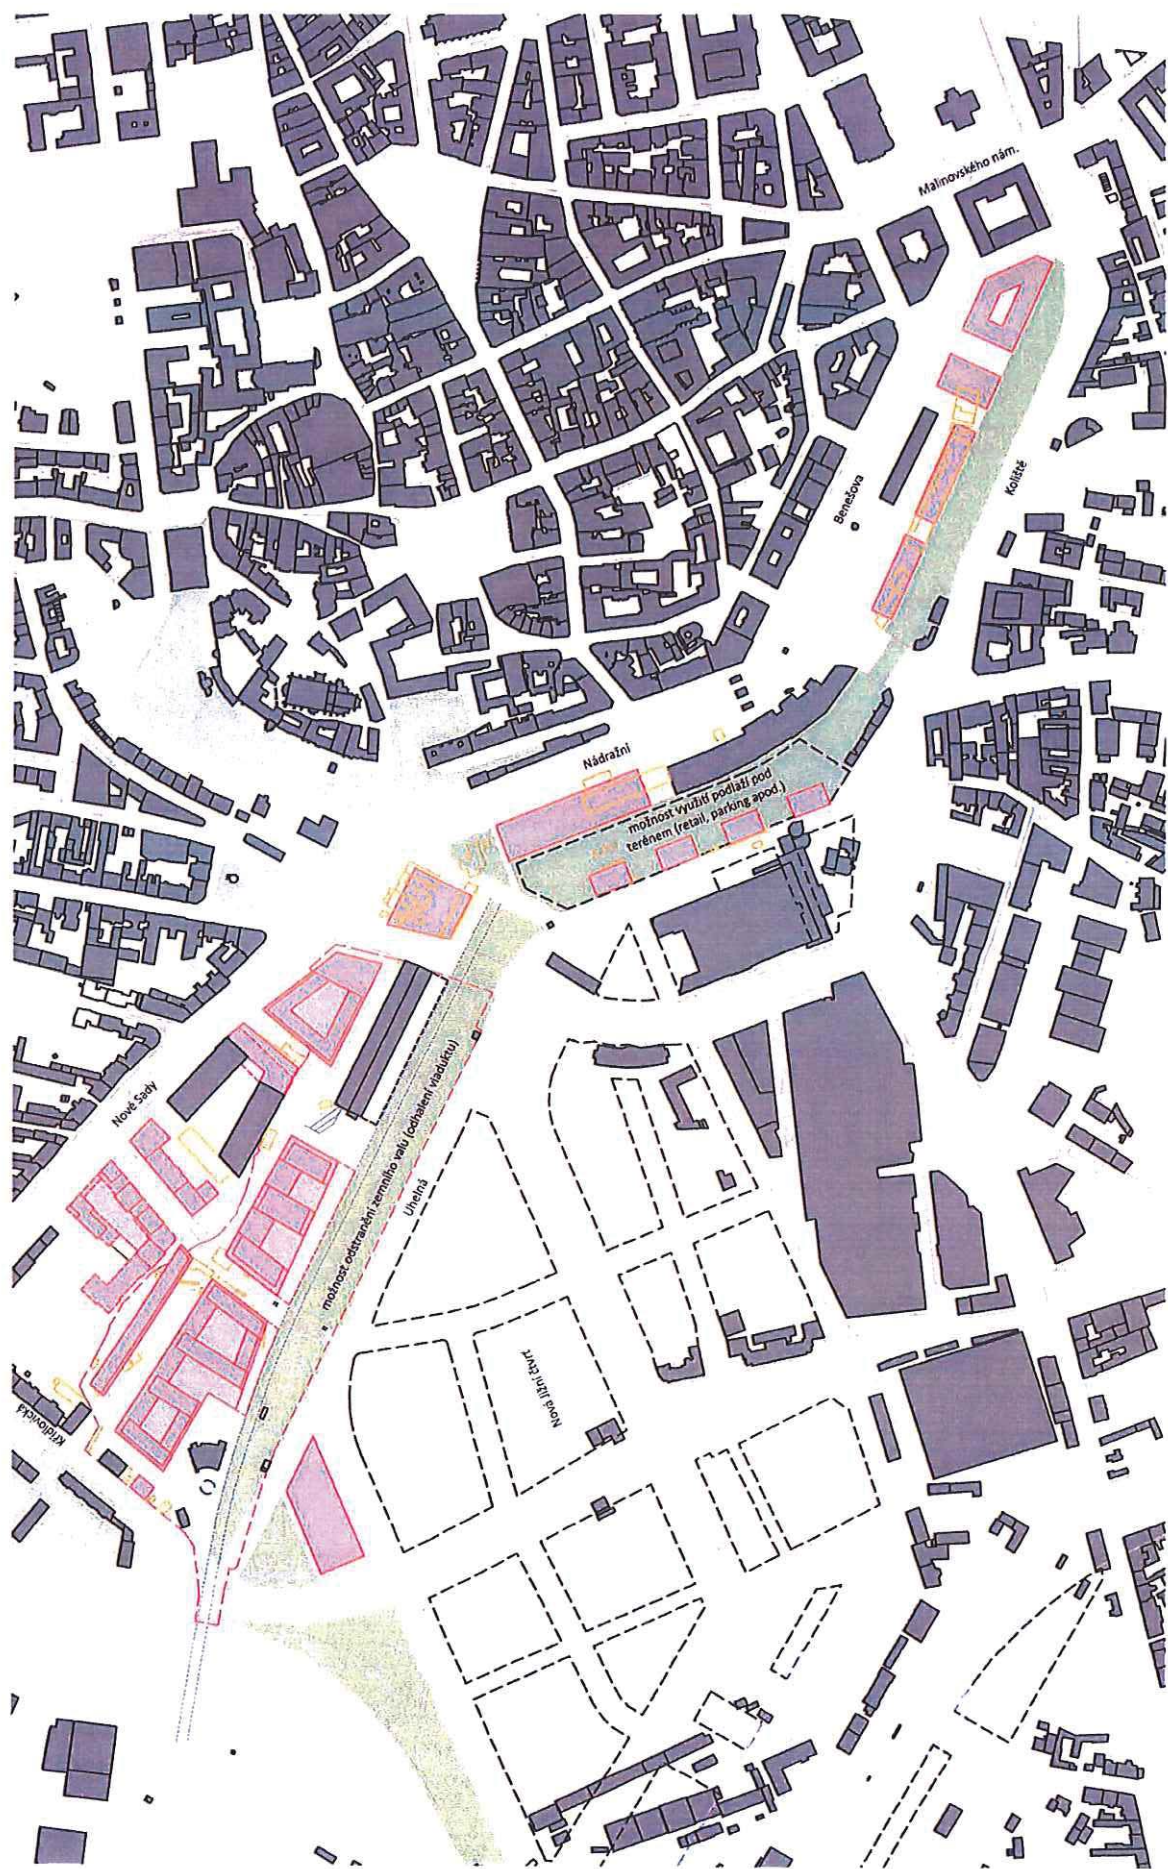 Malinovského nám.
Koliště
Benešova
Nádražní
možnost využití podlaží pod
terénem (retail, parking apod.)
Nové Sady
možnost odstranění zemního valu (odhalení viaduktu)
Uhelná
Nová Jižní čtvrť
Křídlovická